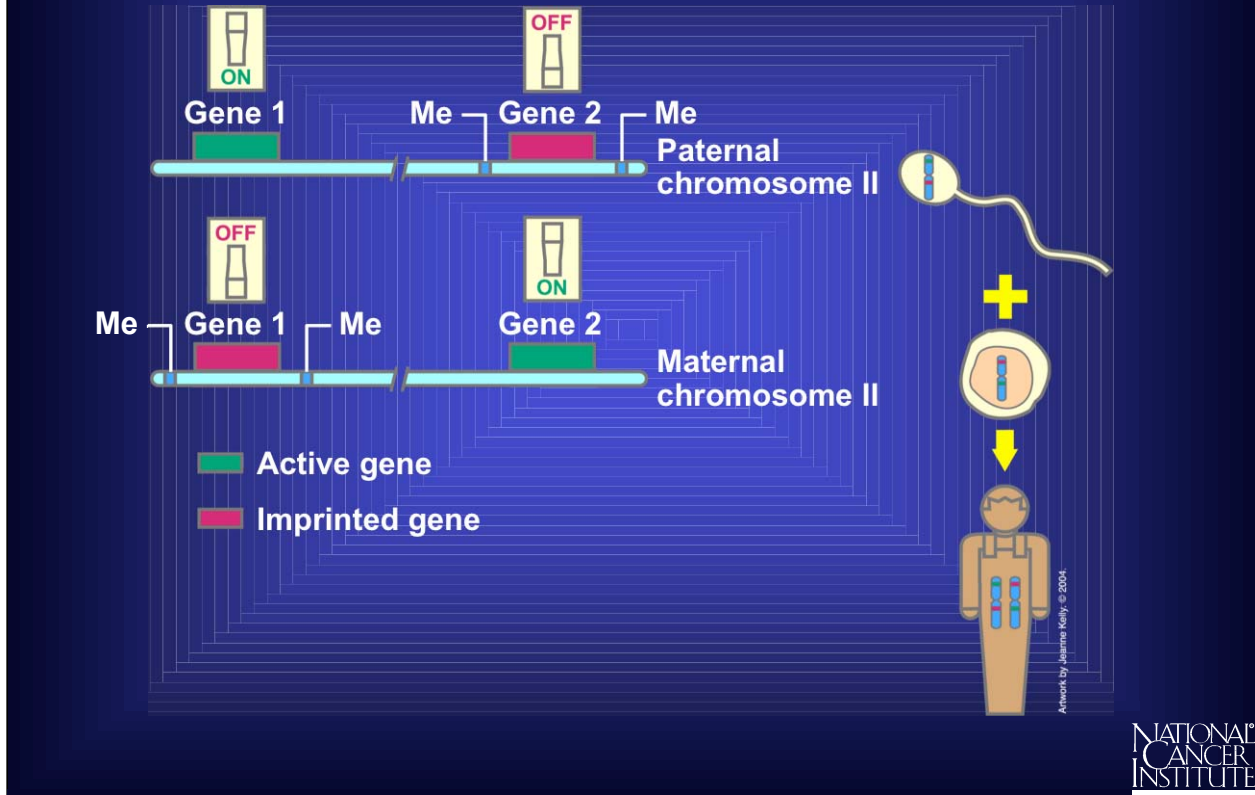 OFF
ON
Gene 1
Me
Gene 2
Me
Paternal
chromosome II
OFF
ON
Me
Gene 1
Me
Gene 2
Maternal
chromosome II
Active gene
Imprinted gene
Artwork by Jeanne Kelly. © 2004.
NATIONAL®
CANCER
INSTITUTE